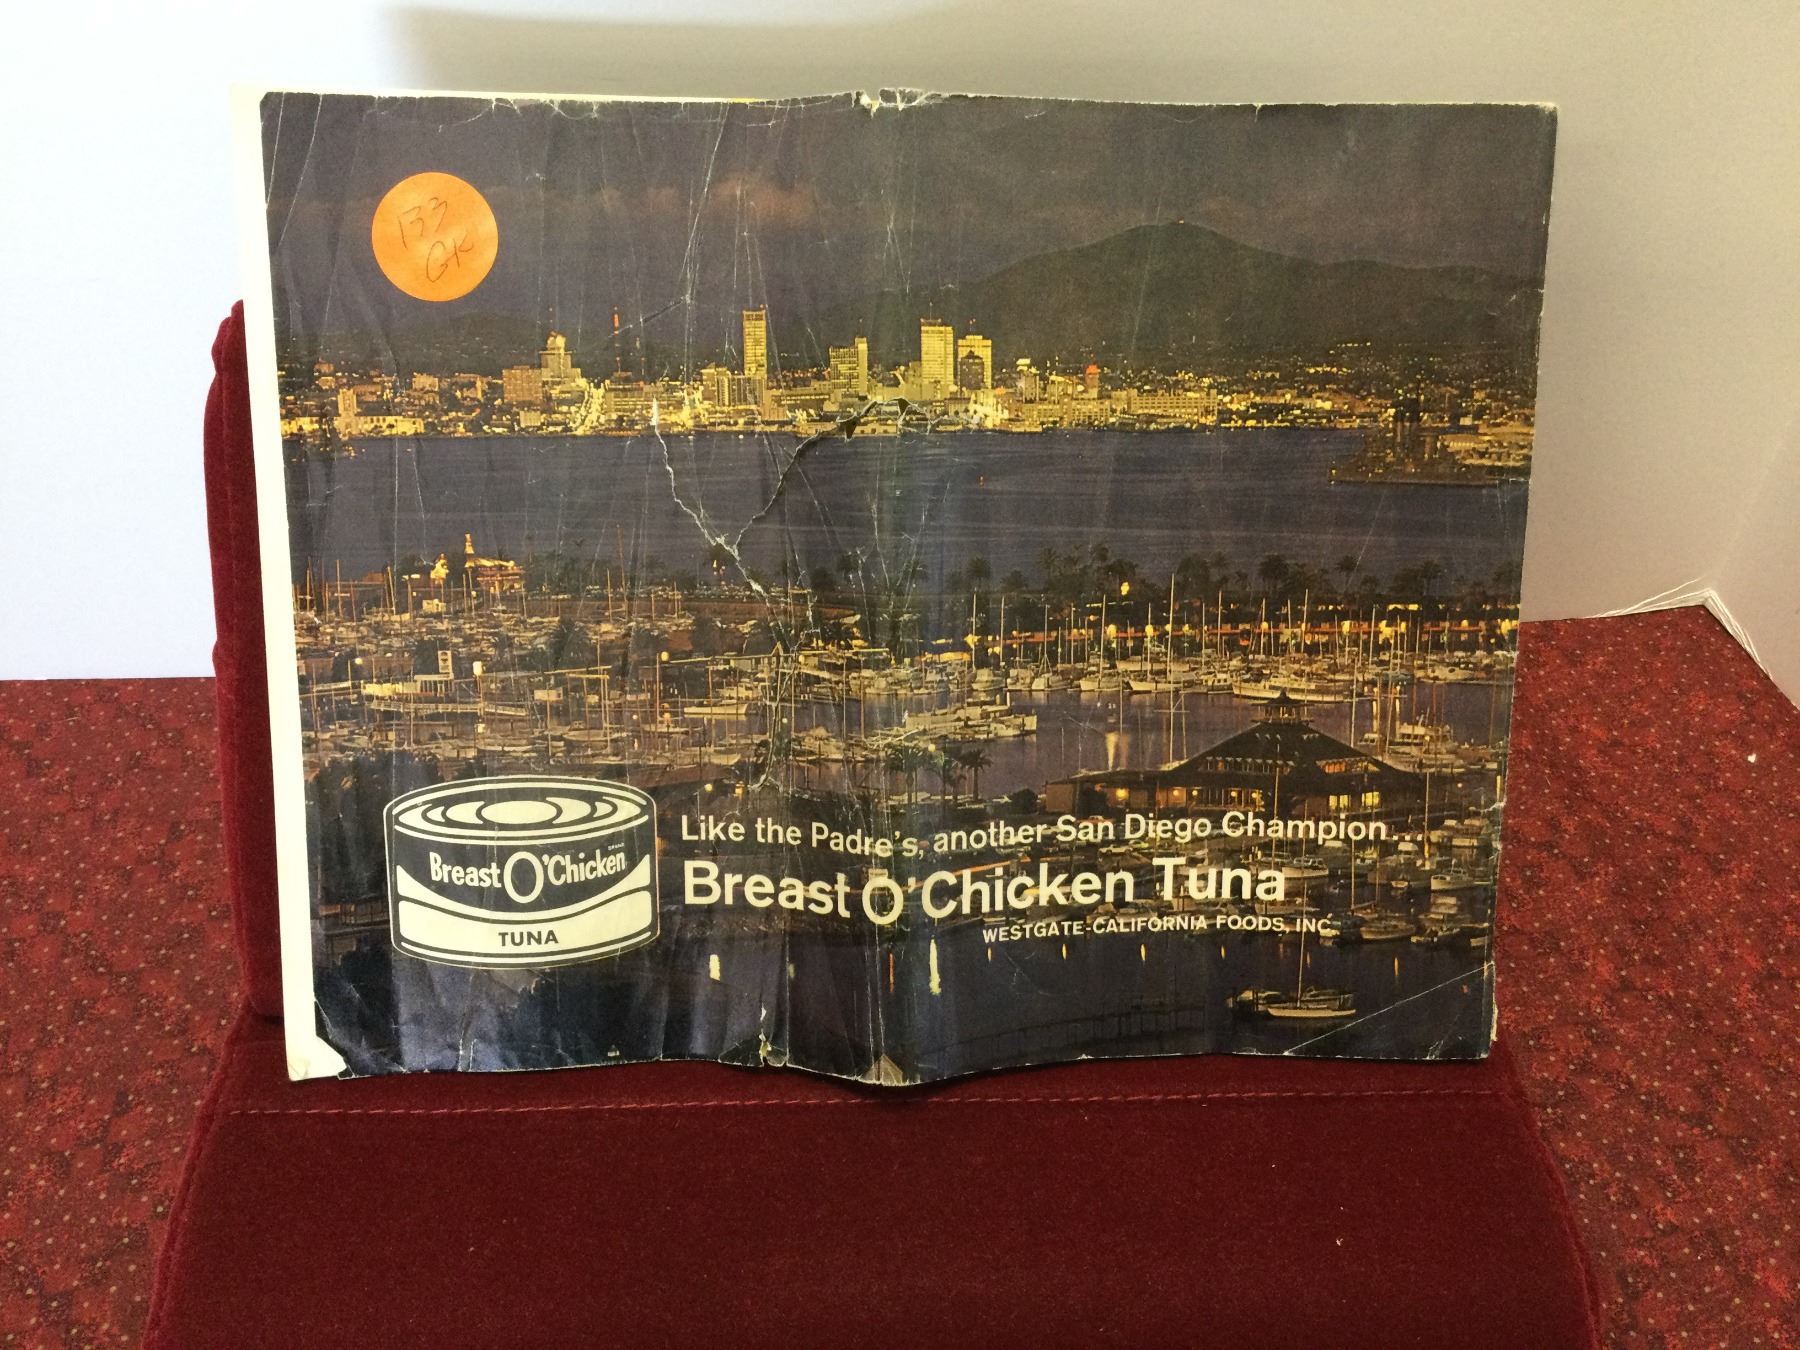 133
GK
Breast O'Chicken
BRAND
TUNA
Like the Padre's, another San Diego Champion...
Breast O'Chicken Tuna
WESTGATE-CALIFORNIA FOODS, INC.